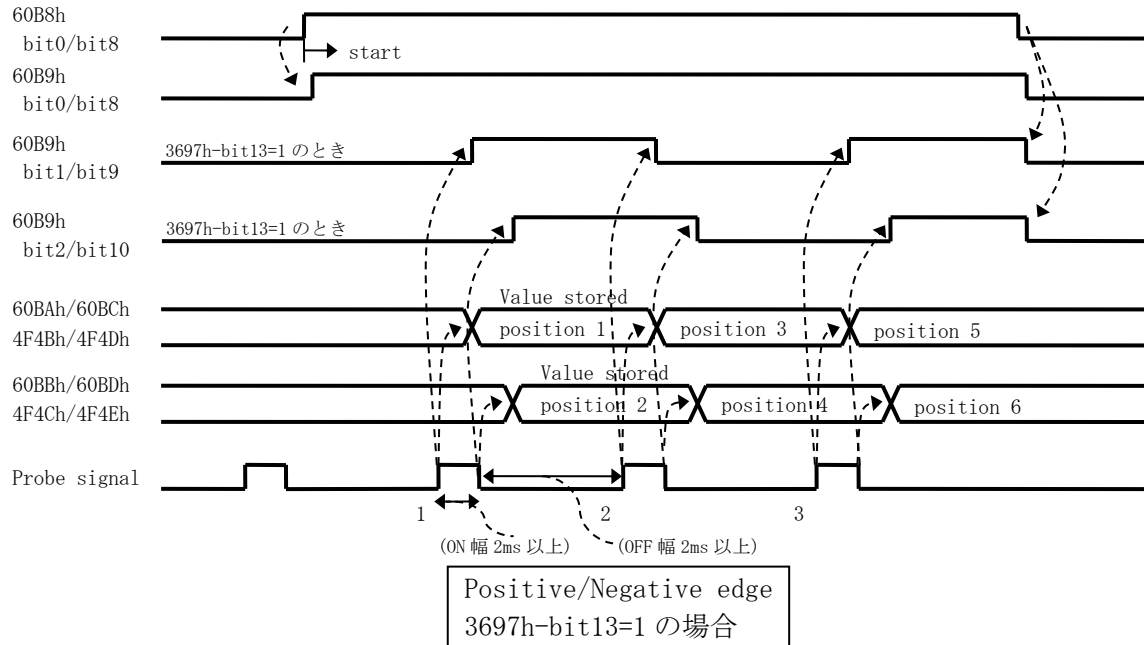 60B8h
bit0/bit8
start
60B9h
bit0/bit8
60B9h
bit1/bit9
3697h-bit13=1 のとき
60B9h
bit2/bit10
3697h-bit13=1 のとき
60BAh/60BCh
4F4Bh/4F4Dh
Value stored
position 1
position 3
position 5
60BBh/60BDh
4F4Ch/4F4Eh
Value stored
position 2
position 4
position 6
Probe signal
1
2
3
(ON 幅 2ms 以上)
(OFF 幅 2ms 以上)
Positive/Negative edge
3697h-bit13=1 の場合